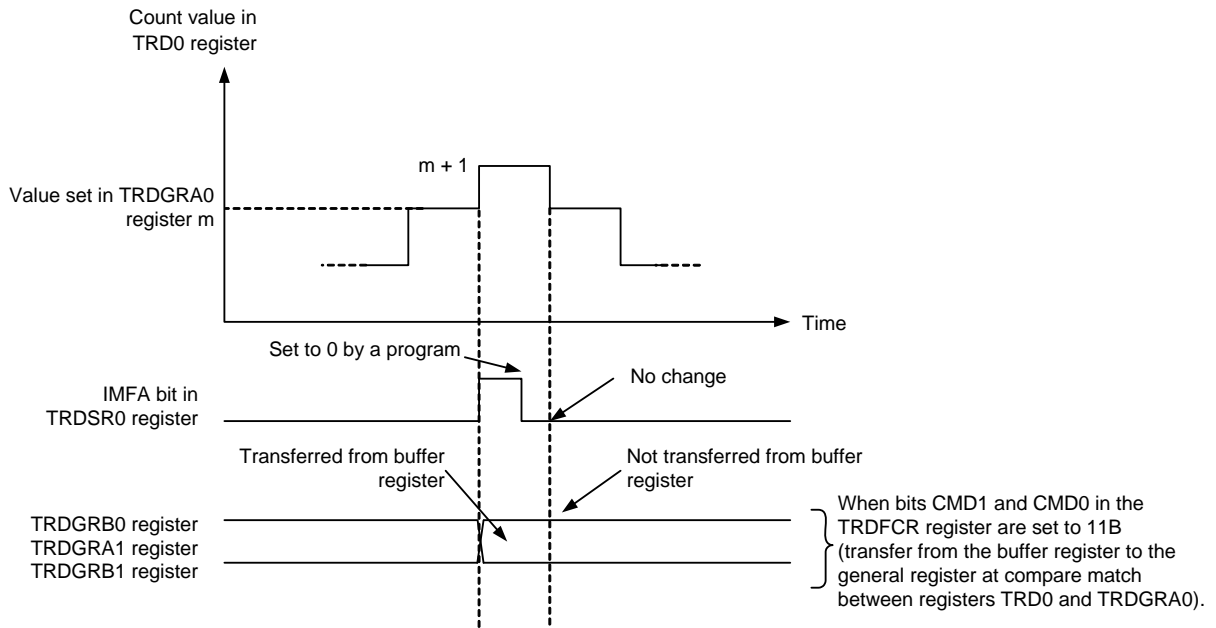 Count value in
TRD0 register
m + 1
Value set in TRDGRA0
register m
Time
Set to 0 by a program
No change
IMFA bit in
TRDSR0 register
Transferred from buffer
register
Not transferred from buffer
register
TRDGRB0 register
TRDGRA1 register
TRDGRB1 register
When bits CMD1 and CMD0 in the
TRDFCR register are set to 11B
(transfer from the buffer register to the
general register at compare match
between registers TRD0 and TRDGRA0).